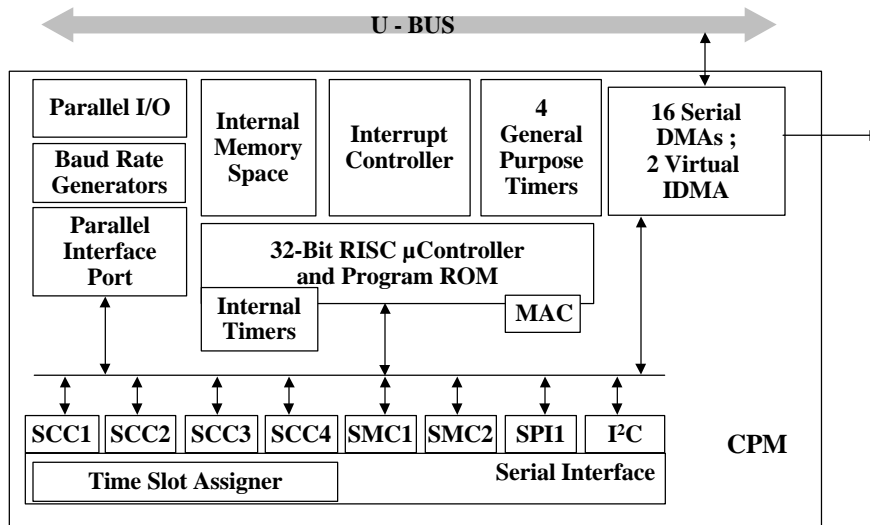 U - BUS
Parallel I/O
Baud Rate
Generators
Parallel
Interface
Port
Internal
Memory
Space
Interrupt
Controller
4
General
Purpose
Timers
16 Serial
DMAs ;
2 Virtual
IDMA
32-Bit RISC µController
and Program ROM
Internal
Timers
MAC
SCC1
SCC2
SCC3
SCC4
SMC1
SMC2
SPI1
I²C
CPM
Serial Interface
Time Slot Assigner